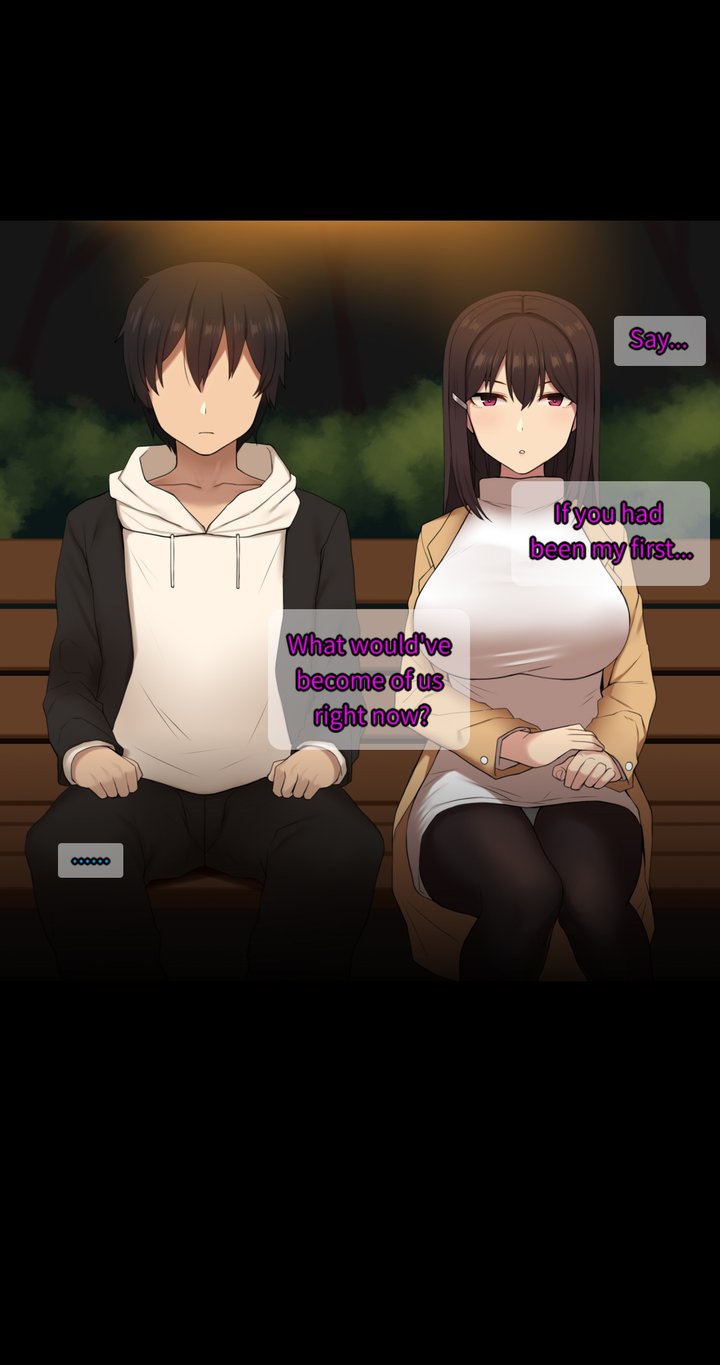 Say...
If you had
been my first...
What would've
become of us
right now?
......